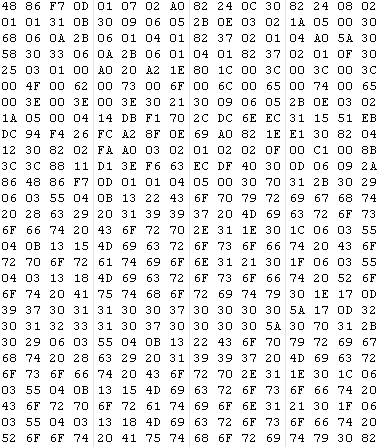 48 86 F7 0D 01 07 02 A0 82 24 0C 30 82 24 08 02
01 01 31 0B 30 09 06 05 2B 0E 03 02 1A 05 00 30
68 06 0A 2B 06 01 04 01 82 37 02 01 04 A0 5A 30
58 30 33 06 0A 2B 06 01 04 01 82 37 02 01 0F 30
25 03 01 00 A0 20 A2 1E 80 1C 00 3C 00 3C 00 3C
00 4F 00 62 00 73 00 6F 00 6C 00 65 00 74 00 65
00 3E 00 3E 00 3E 30 21 30 09 06 05 2B 0E 03 02
1A 05 00 04 14 DB F1 70 2C DC 6E EC 31 15 51 EB
DC 94 F4 26 FC A2 8F 0E 69 A0 82 1E E1 30 82 04
12 30 82 02 FA A0 03 02 01 02 02 0F 00 C1 00 8B
3C 3C 88 11 D1 3E F6 63 EC DF 40 30 0D 06 09 2A
86 48 86 F7 0D 01 01 04 05 00 30 70 31 2B 30 29
06 03 55 04 0B 13 22 43 6F 70 79 72 69 67 68 74
20 28 63 29 20 31 39 39 37 20 4D 69 63 72 6F 73
6F 66 74 20 43 6F 72 70 2E 31 1E 30 1C 06 03 55
04 0B 13 15 4D 69 63 72 6F 73 6F 66 74 20 43 6F
72 70 6F 72 61 74 69 6F 6E 31 21 30 1F 06 03 55
04 03 13 18 4D 69 63 72 6F 73 6F 66 74 20 52 6F
6F 74 20 41 75 74 68 6F 72 69 74 79 30 1E 17 0D
39 37 30 31 31 30 30 37 30 30 30 30 5A 17 0D 32
30 31 32 33 31 30 37 30 30 30 30 5A 30 70 31 2B
30 29 06 03 55 04 0B 13 22 43 6F 70 79 72 69 67
68 74 20 28 63 29 20 31 39 39 37 20 4D 69 63 72
6F 73 6F 66 74 20 43 6F 72 70 2E 31 1E 30 1C 06
03 55 04 0B 13 15 4D 69 63 72 6F 73 6F 66 74 20
43 6F 72 70 6F 72 61 74 69 6F 6E 31 21 30 1F 06
03 55 04 03 13 18 4D 69 63 72 6F 73 6F 66 74 20
52 6F 6F 74 20 41 75 74 68 6F 72 69 74 79 30 82